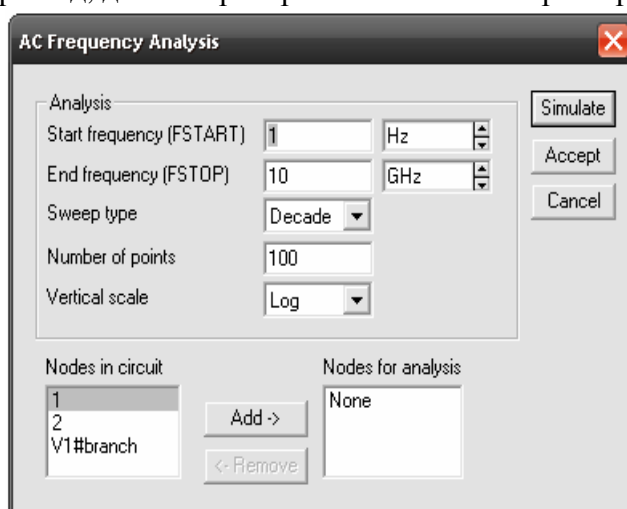 AC Frequency Analysis
Analysis
Start frequency (FSTART) 1 Hz
End frequency (FSTOP) 10 GHz
Sweep type Decade
Number of points 100
Vertical scale Log
Simulate
Accept
Cancel
Nodes in circuit
1
2
V1#branch
Add ->
<- Remove
Nodes for analysis
None